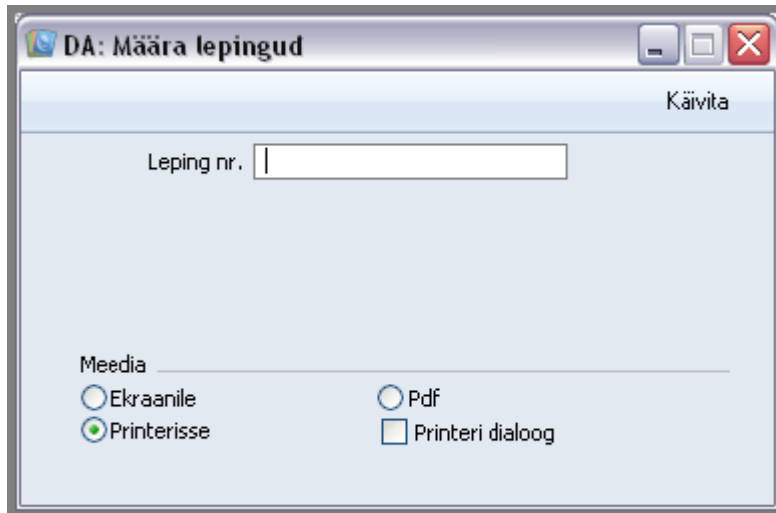 DA: Määra lepingud
Käivita
Leping nr.
Meedia
Ekraanile Pdf
Printerisse Printeri dialoog